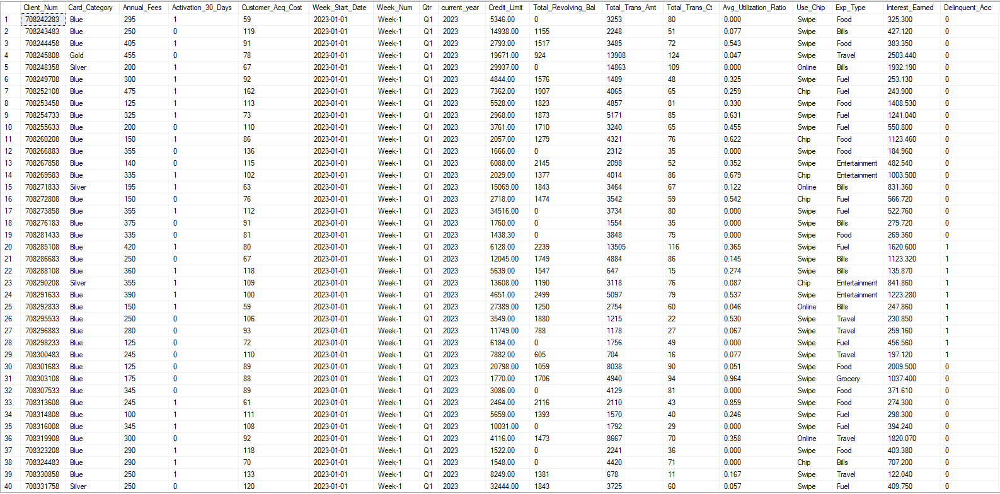 Client_Num Card_Category Annual_Fees Activation_30_Days Customer_Acq_Cost Week_Start_Date Week_Num Qtr current_year Credit_Limit Total_Revolving_Bal Total_Trans_Amt Total_Trans_Ct Avg_Utilization_Ratio Use_Chip Exp_Type Interest_Earned Delinquent_Acc
1 708242283 Blue 295 1 59 2023-01-01 Week-1 Q1 2023 5346.00 0 3253 80 0.000 Swipe Food 325.300 0
2 708243483 Blue 250 0 119 2023-01-01 Week-1 Q1 2023 14938.00 1155 2248 51 0.077 Swipe Bills 427.120 0
3 708244458 Blue 405 1 91 2023-01-01 Week-1 Q1 2023 2793.00 1517 3485 72 0.543 Swipe Food 383.350 0
4 708245808 Gold 455 0 78 2023-01-01 Week-1 Q1 2023 19671.00 924 13908 124 0.047 Swipe Travel 2503.440 0
5 708248358 Silver 200 1 67 2023-01-01 Week-1 Q1 2023 29937.00 0 14863 109 0.000 Online Bills 1932.190 0
6 708249708 Blue 300 1 92 2023-01-01 Week-1 Q1 2023 4844.00 1576 1489 48 0.325 Swipe Fuel 253.130 0
7 708252108 Blue 475 1 162 2023-01-01 Week-1 Q1 2023 7362.00 1907 4065 65 0.259 Chip Fuel 243.900 0
8 708253458 Blue 125 1 113 2023-01-01 Week-1 Q1 2023 5528.00 1823 4857 81 0.330 Swipe Food 1408.530 0
9 708254733 Blue 325 1 73 2023-01-01 Week-1 Q1 2023 2968.00 1873 5171 85 0.631 Swipe Fuel 1241.040 0
10 708255633 Blue 200 0 110 2023-01-01 Week-1 Q1 2023 3761.00 1710 3240 65 0.455 Swipe Fuel 550.800 0
11 708260208 Blue 150 1 86 2023-01-01 Week-1 Q1 2023 2057.00 1279 4321 76 0.622 Chip Food 1123.460 0
12 708266883 Blue 355 0 136 2023-01-01 Week-1 Q1 2023 1666.00 0 2312 35 0.000 Swipe Food 184.960 0
13 708267858 Blue 140 0 115 2023-01-01 Week-1 Q1 2023 6088.00 2145 2098 52 0.352 Swipe Entertainment 482.540 0
14 708269583 Blue 335 1 102 2023-01-01 Week-1 Q1 2023 2029.00 1377 4014 86 0.679 Chip Entertainment 1003.500 0
15 708271833 Silver 195 1 63 2023-01-01 Week-1 Q1 2023 15069.00 1843 3464 67 0.122 Online Bills 831.360 0
16 708272808 Blue 150 0 76 2023-01-01 Week-1 Q1 2023 2718.00 1474 3542 59 0.542 Chip Fuel 566.720 0
17 708273858 Blue 355 1 112 2023-01-01 Week-1 Q1 2023 34516.00 0 3734 80 0.000 Swipe Fuel 522.760 0
18 708276183 Blue 375 0 91 2023-01-01 Week-1 Q1 2023 1760.00 0 1554 35 0.000 Swipe Bills 279.720 0
19 708281433 Blue 335 0 81 2023-01-01 Week-1 Q1 2023 1438.30 0 3848 75 0.000 Swipe Food 269.360 0
20 708285108 Blue 420 1 80 2023-01-01 Week-1 Q1 2023 6128.00 2239 13505 116 0.365 Swipe Fuel 1620.600 1
21 708286683 Blue 250 0 67 2023-01-01 Week-1 Q1 2023 12045.00 1749 4884 86 0.145 Swipe Bills 1123.320 1
22 708288108 Blue 360 1 118 2023-01-01 Week-1 Q1 2023 5639.00 1547 647 15 0.274 Swipe Bills 135.870 1
23 708290208 Silver 355 1 109 2023-01-01 Week-1 Q1 2023 13608.00 1190 3118 76 0.087 Chip Entertainment 841.860 1
24 708291633 Blue 390 1 100 2023-01-01 Week-1 Q1 2023 4651.00 2499 5097 79 0.537 Swipe Entertainment 1223.280 1
25 708292833 Blue 150 1 59 2023-01-01 Week-1 Q1 2023 27389.00 1250 2754 60 0.046 Online Bills 247.860 1
26 708295533 Blue 250 0 106 2023-01-01 Week-1 Q1 2023 3549.00 1880 1215 22 0.530 Swipe Travel 230.850 1
27 708296883 Blue 280 0 93 2023-01-01 Week-1 Q1 2023 11749.00 788 1178 27 0.067 Swipe Travel 259.160 1
28 708298233 Blue 125 0 72 2023-01-01 Week-1 Q1 2023 6184.00 0 1756 49 0.000 Swipe Fuel 456.560 1
29 708300483 Blue 245 1 110 2023-01-01 Week-1 Q1 2023 7882.00 605 704 16 0.077 Swipe Travel 197.120 1
30 708301683 Blue 125 0 89 2023-01-01 Week-1 Q1 2023 20798.00 1059 8038 90 0.051 Swipe Food 2009.500 0
31 708303108 Blue 175 0 88 2023-01-01 Week-1 Q1 2023 1770.00 1706 4940 94 0.964 Swipe Grocery 1037.400 0
32 708307533 Blue 345 0 89 2023-01-01 Week-1 Q1 2023 3086.00 0 4129 81 0.000 Swipe Food 371.610 0
33 708313608 Blue 245 1 61 2023-01-01 Week-1 Q1 2023 2464.00 2116 2110 43 0.859 Swipe Food 274.300 0
34 708314808 Blue 100 1 111 2023-01-01 Week-1 Q1 2023 5659.00 1393 1570 40 0.246 Swipe Fuel 298.300 0
35 708316008 Blue 345 1 108 2023-01-01 Week-1 Q1 2023 10031.00 0 1792 29 0.000 Swipe Fuel 394.240 0
36 708319908 Blue 300 0 92 2023-01-01 Week-1 Q1 2023 4116.00 1473 8667 70 0.358 Online Travel 1820.070 0
37 708323208 Blue 290 1 118 2023-01-01 Week-1 Q1 2023 1522.00 0 2241 36 0.000 Swipe Food 403.380 0
38 708324483 Blue 290 1 70 2023-01-01 Week-1 Q1 2023 1548.00 0 4420 71 0.000 Chip Bills 707.200 0
39 708330858 Blue 250 1 133 2023-01-01 Week-1 Q1 2023 8249.00 1381 678 11 0.167 Swipe Travel 122.040 0
40 708331758 Silver 250 0 120 2023-01-01 Week-1 Q1 2023 32444.00 1843 3725 60 0.057 Swipe Fuel 409.750 0